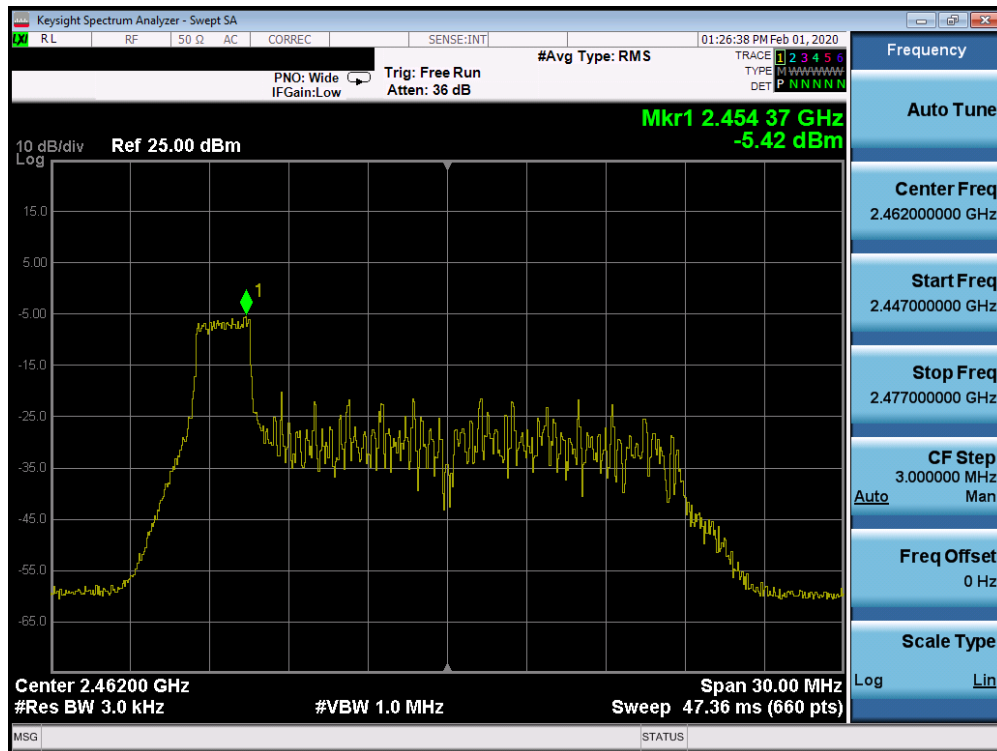 Keysight Spectrum Analyzer - Swept SA
LXI RL RF 50 Ω AC CORREC SENSE:INT 01:26:38 PM Feb 01, 2020
#Avg Type: RMS
TRACE 1 2 3 4 5 6
PNO: Wide Trig: Free Run
TYPE M WWWWW
IFGain:Low Atten: 36 dB
DET P N N N N N
Mkr1 2.454 37 GHz
-5.42 dBm
10 dB/div Ref 25.00 dBm
Log
15.0
5.00
1
-5.00
-15.0
-25.0
-35.0
-45.0
-55.0
-65.0
Center 2.46200 GHz Span 30.00 MHz
#Res BW 3.0 kHz #VBW 1.0 MHz Sweep 47.36 ms (660 pts)
MSG STATUS
Frequency
Auto Tune
Center Freq
2.462000000 GHz
Start Freq
2.447000000 GHz
Stop Freq
2.477000000 GHz
CF Step
3.000000 MHz
Auto Man
Freq Offset
0 Hz
Scale Type
Log Lin